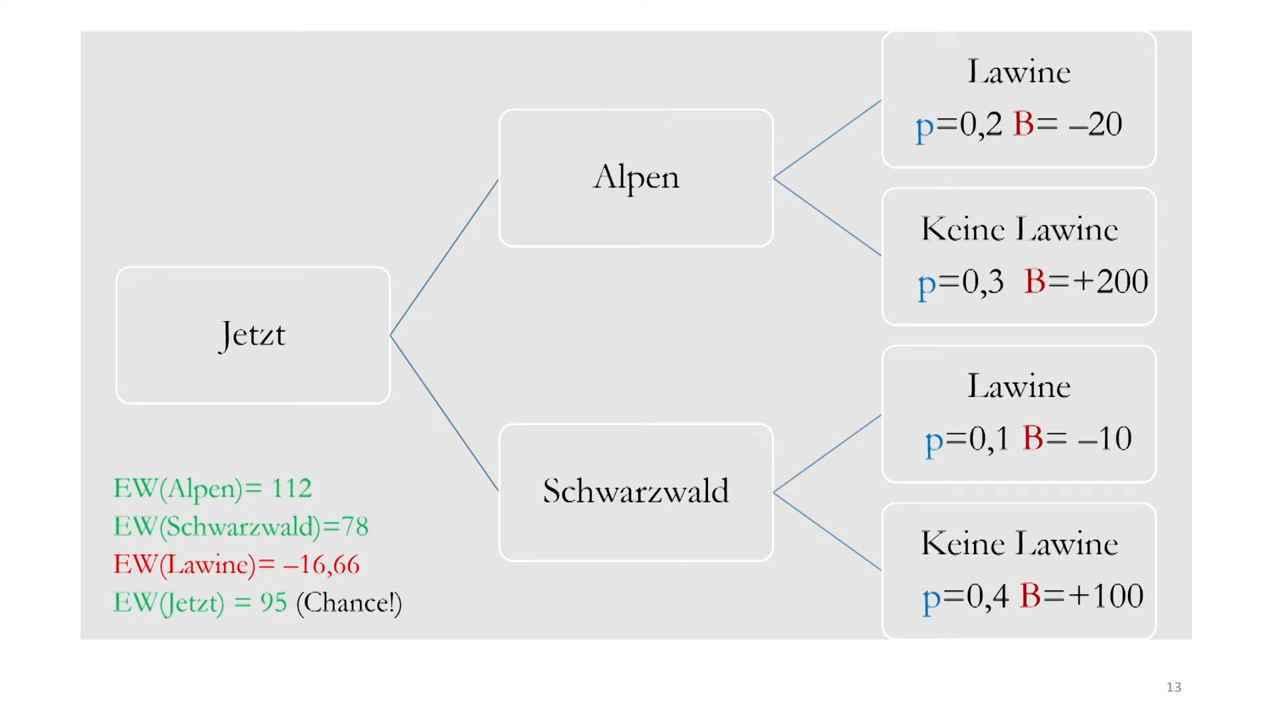 Jetzt
Alpen
Schwarzwald
Lawine
p=0,2 B= –20
Keine Lawine
p=0,3 B=+200
Lawine
p=0,1 B= –10
Keine Lawine
p=0,4 B=+100
EW(Alpen)= 112
EW(Schwarzwald)=78
EW(Lawine)= –16,66
EW(Jetzt) = 95 (Chance!)
13